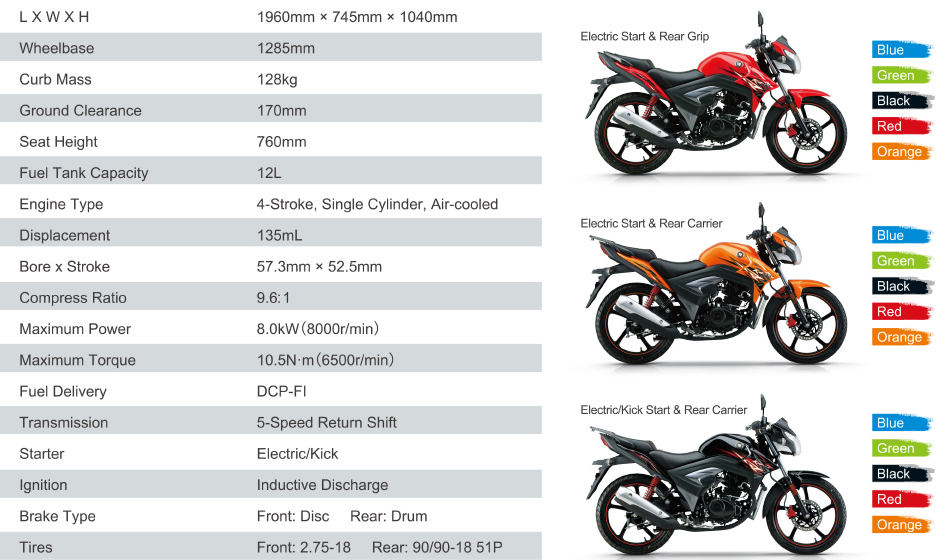 L X W X H 1960mm × 745mm × 1040mm
Wheelbase 1285mm
Curb Mass 128kg
Ground Clearance 170mm
Seat Height 760mm
Fuel Tank Capacity 12L
Engine Type 4-Stroke, Single Cylinder, Air-cooled
Displacement 135mL
Bore x Stroke 57.3mm × 52.5mm
Compress Ratio 9.6:1
Maximum Power 8.0kW(8000r/min)
Maximum Torque 10.5N·m(6500r/min)
Fuel Delivery DCP-FI
Transmission 5-Speed Return Shift
Starter Electric/Kick
Ignition Inductive Discharge
Brake Type Front: Disc Rear: Drum
Tires Front: 2.75-18 Rear: 90/90-18 51P
Electric Start & Rear Grip
Blue
Green
Black
Red
Orange
Electric Start & Rear Carrier
Blue
Green
Black
Red
Orange
Electric/Kick Start & Rear Carrier
Blue
Green
Black
Red
Orange